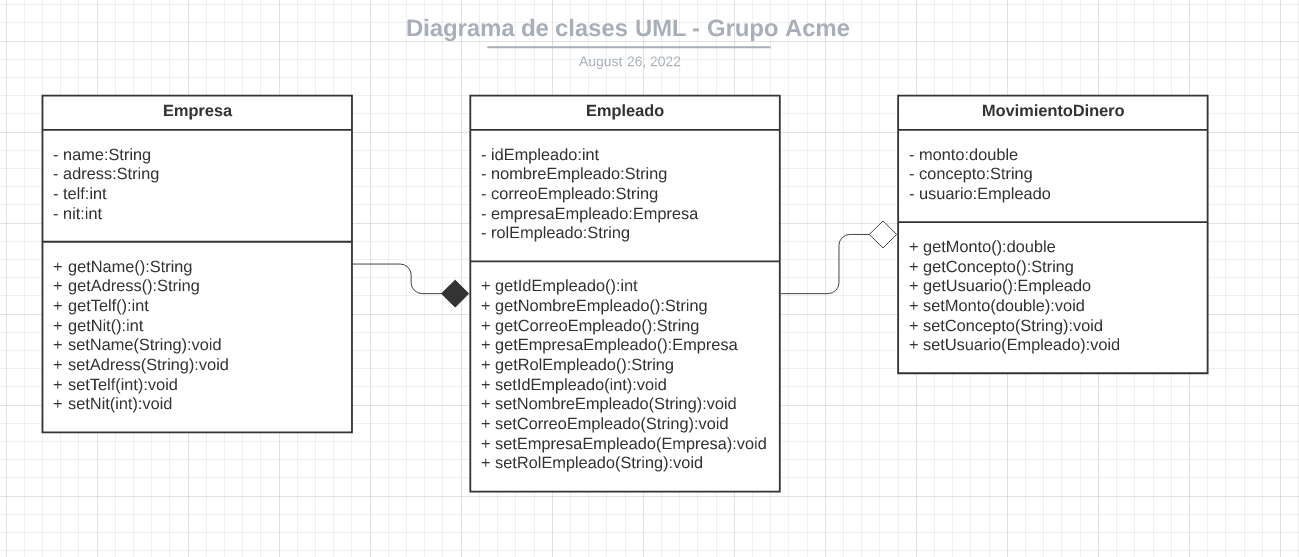 Diagrama de clases UML - Grupo Acme
August 26, 2022
Empresa
- name:String
- adress:String
- telf:int
- nit:int
+ getName():String
+ getAdress():String
+ getTelf():int
+ getNit():int
+ setName(String):void
+ setAdress(String):void
+ setTelf(int):void
+ setNit(int):void
Empleado
- idEmpleado:int
- nombreEmpleado:String
- correoEmpleado:String
- empresaEmpleado:Empresa
- rolEmpleado:String
+ getIdEmpleado():int
+ getNombreEmpleado():String
+ getCorreoEmpleado():String
+ getEmpresaEmpleado():Empresa
+ getRolEmpleado():String
+ setIdEmpleado(int):void
+ setNombreEmpleado(String):void
+ setCorreoEmpleado(String):void
+ setEmpresaEmpleado(Empresa):void
+ setRolEmpleado(String):void
MovimientoDinero
- monto:double
- concepto:String
- usuario:Empleado
+ getMonto():double
+ getConcepto():String
+ getUsuario():Empleado
+ setMonto(double):void
+ setConcepto(String):void
+ setUsuario(Empleado):void